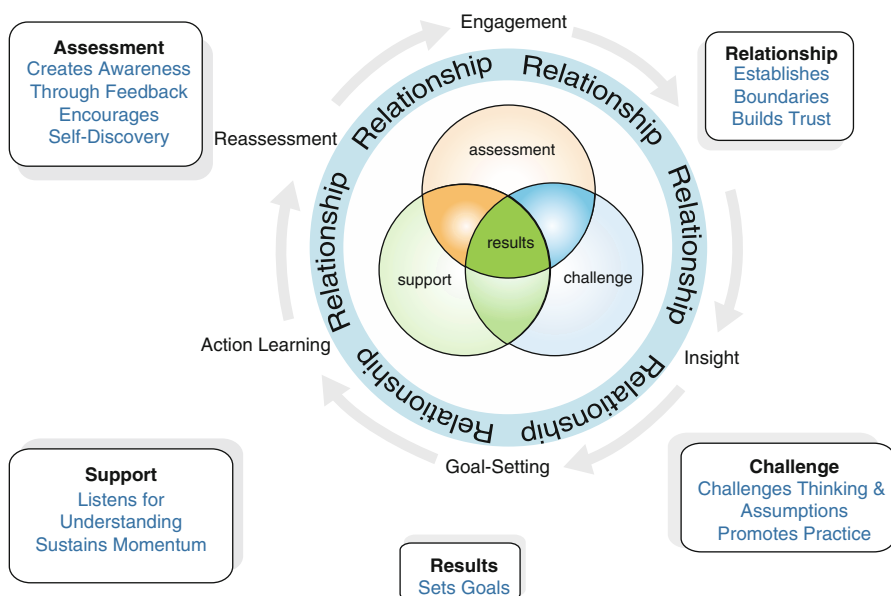 Engagement
Assessment
Creates Awareness
Through Feedback
Encourages
Self-Discovery
Relationship
Establishes
Boundaries
Builds Trust
Reassessment
Relationship
Relationship
Relationship
Relationship
Relationship
Relationship
assessment
results
support
challenge
Action Learning
Insight
Goal-Setting
Support
Listens for
Understanding
Sustains Momentum
Challenge
Challenges Thinking &
Assumptions
Promotes Practice
Results
Sets Goals